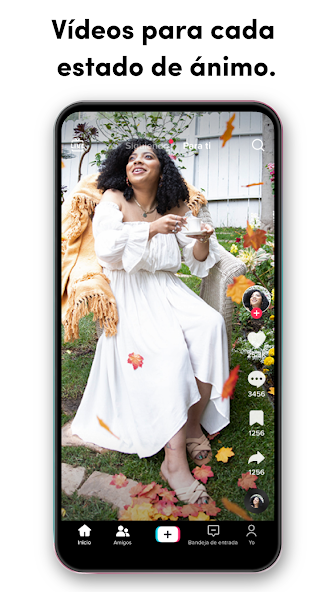 Vídeos para cada
estado de ánimo.
LIVE
Siguiendo
Para ti
3456
1256
1256
Inicio
Amigos
Bandeja de entrada
Yo